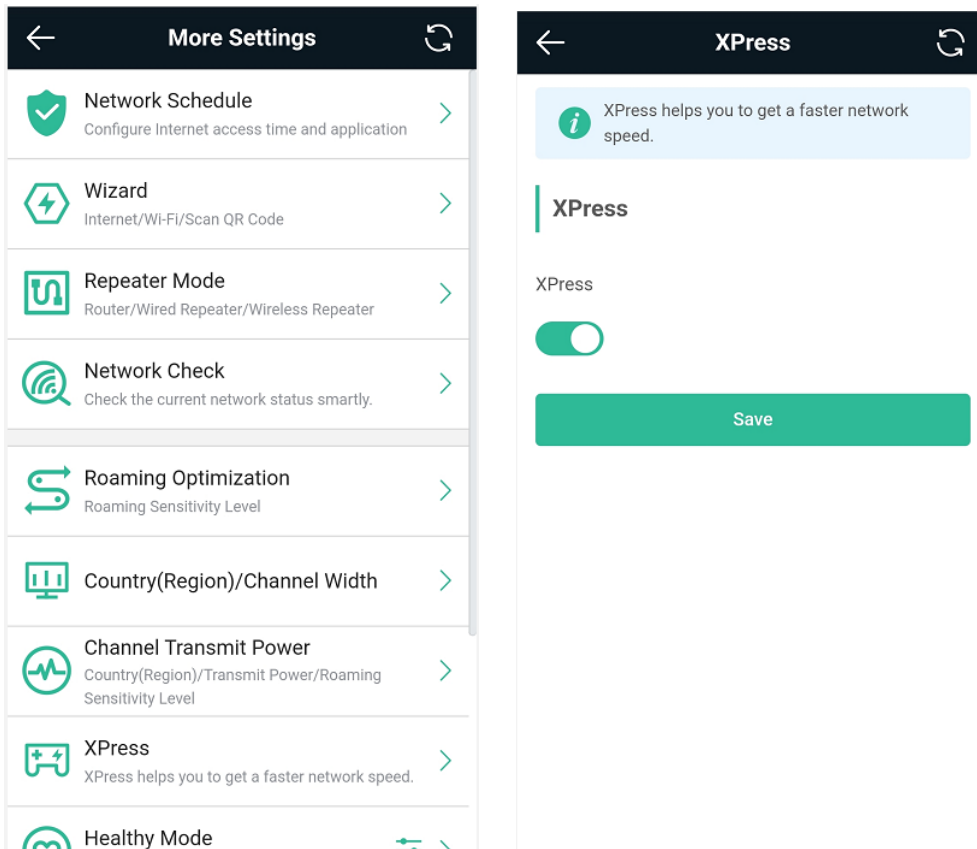 More Settings
Network Schedule
Configure Internet access time and application
Wizard
Internet/Wi-Fi/Scan QR Code
Repeater Mode
Router/Wired Repeater/Wireless Repeater
Network Check
Check the current network status smartly.
Roaming Optimization
Roaming Sensitivity Level
Country(Region)/Channel Width
Channel Transmit Power
Country(Region)/Transmit Power/Roaming
Sensitivity Level
XPress
XPress helps you to get a faster network speed.
Healthy Mode
XPress
XPress helps you to get a faster network
speed.
XPress
XPress
Save